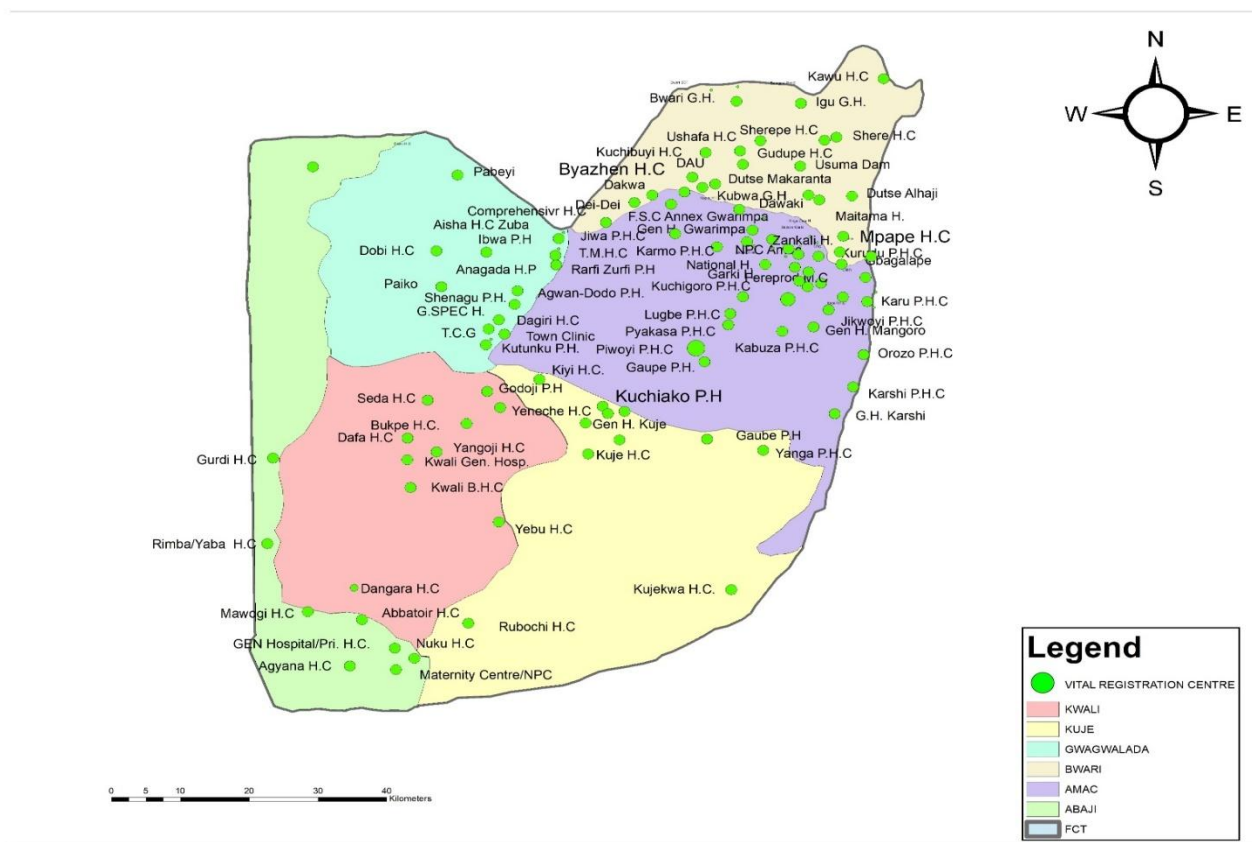 N
W
E
S
Kawu H.C
Bwari G.H.
Igu G.H.
Ushafa H.C
Sherepe H.C
Shere H.C
Kuchibuyi H.C
Gudupe H.C
Byazhen H.C
DAU
Usuma Dam
Pabeyi
Dakwa
Dutse Makaranta
Dei-Dei
Kubwa G.H
Dutse Alhaji
Comprehensivr H.C
Dawaki
F.S.C Annex Gwarimpa
Maitama H.
Aisha H.C Zuba
Gen H. Gwarimpa
Ibwa P.H
Jiwa P.H.C
Zankali H.
Mpape H.C
Dobi H.C
T.M.H.C
Karmo P.H.C
NPC
Kurudu P.H.C
Gbagalape
Anagada H.P
Rarfi Zurfi P.H
National H.
Garki H.
Paiko
Kuchigoro P.H.C
Shenagu P.H.
Agwan-Dodo P.H.
Karu P.H.C
G.SPEC H.
Lugbe P.H.C
Dagiri H.C
Jikwoyi P.H.C
T.C.G
Town Clinic
Pyakasa P.H.C
Gen H. Mangoro
Kutunku P.H.
Piwoyi P.H.C
Kabuza P.H.C
Orozo P.H.C
Kiyi H.C.
Gaupe P.H.
Godoji P.H
Kuchiako P.H
Karshi P.H.C
Seda H.C
Yeneche H.C
G.H. Karshi
Bukpe H.C.
Gen H. Kuje
Dafa H.C
Gaube P.H
Yangoji H.C
Kuje H.C
Yanga P.H.C
Gurdi H.C
Kwali Gen. Hosp.
Kwali B.H.C
Yebu H.C
Rimba/Yaba H.C
Dangara H.C
Kujekwa H.C.
Mawogi H.C
Abbatoir H.C
Rubochi H.C
GEN Hospital/Pri. H.C.
Nuku H.C
Agyana H.C
Maternity Centre/NPC
0 5 10 20 30 40
Kilometers
Legend
VITAL REGISTRATION CENTRE
KWALI
KUJE
GWAGWALADA
BWARI
AMAC
ABAJI
FCT